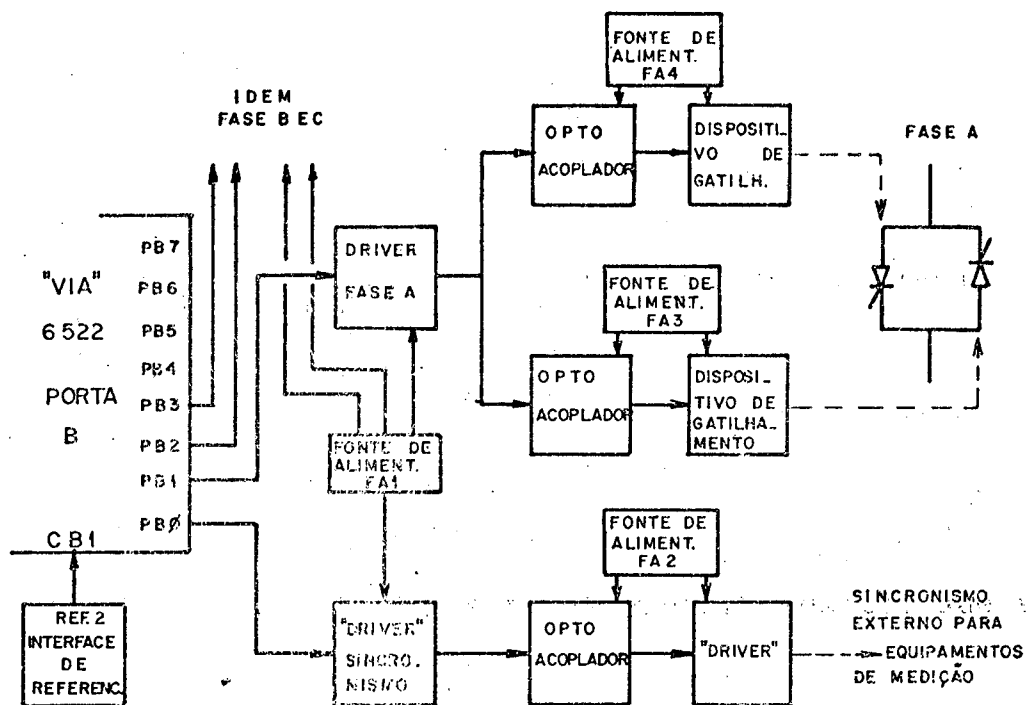 FONTE DE
ALIMENT.
FA4
IDEM
FASE B E C
OPTO
ACOPLADOR
DISPOSITI_
VO DE
GATILH.
FASE A
PB7
"VIA"
PB6
6522
PB5
PB4
PORTA
PB3
B
PB2
PB1
PBØ
CB1
DRIVER
FASE A
FONTE DE
ALIMENT.
FA3
OPTO
ACOPLADOR
DISPOSI_
TIVO DE
GATILHA_
MENTO
FONTE DE
ALIMENT.
FA1
FONTE DE
ALIMENT.
FA2
REF. 2
INTERFACE
DE
REFERENC.
"DRIVER"
SINCRO_
NISMO
OPTO
ACOPLADOR
"DRIVER"
SINCRONISMO
EXTERNO PARA
EQUIPAMENTOS
DE MEDIÇÃO